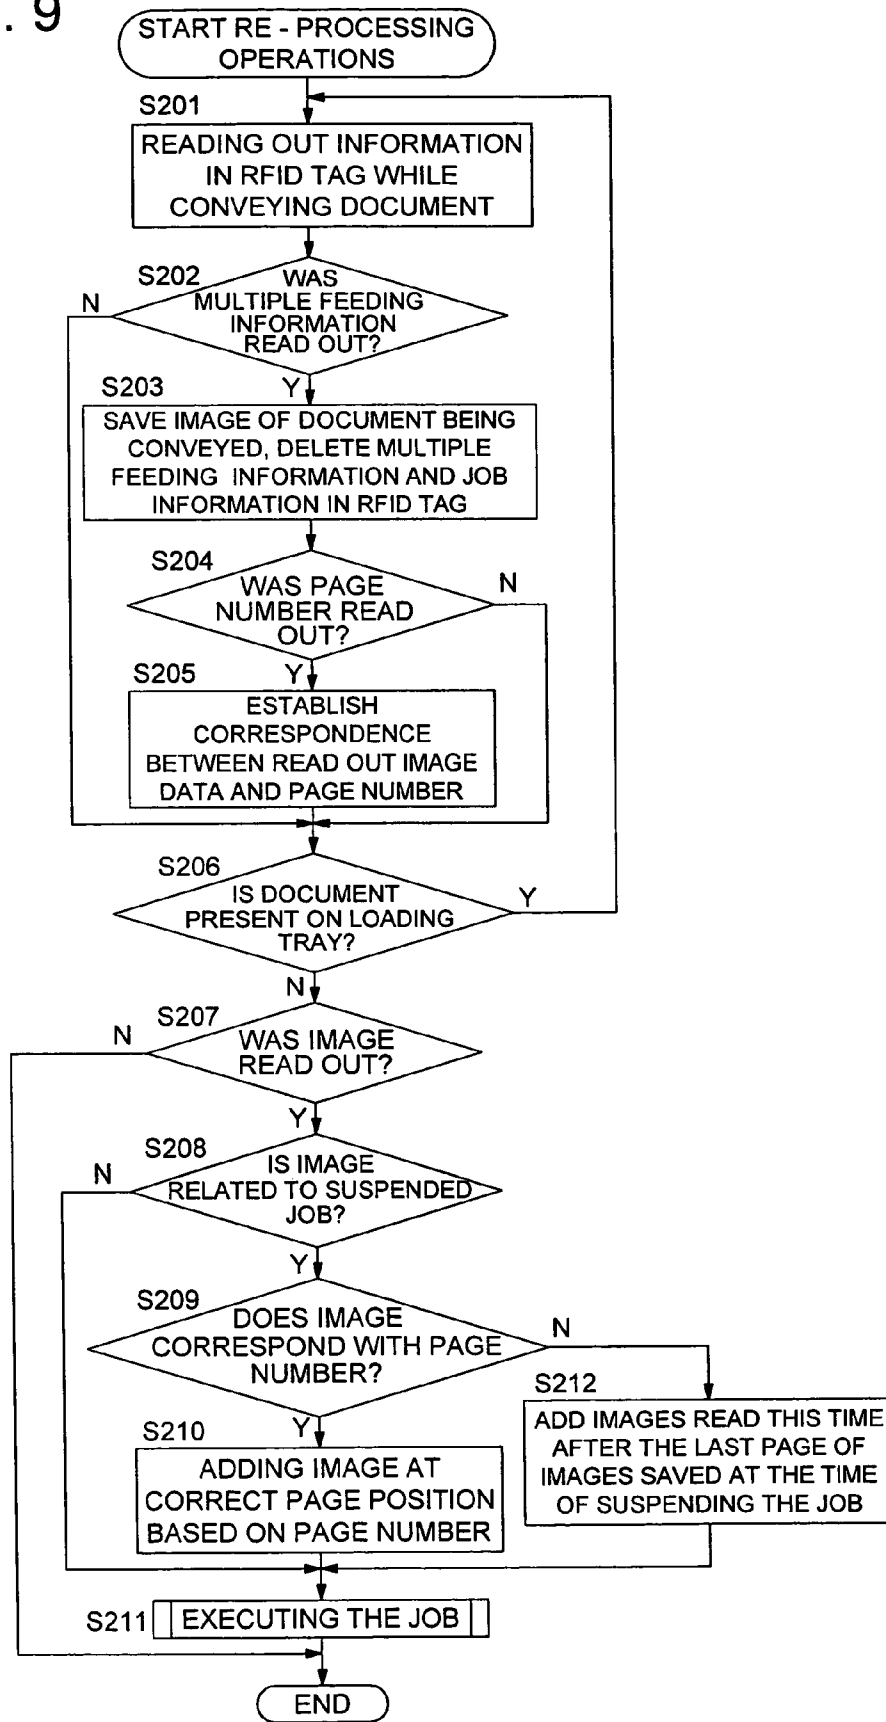 . 9
START RE - PROCESSING
OPERATIONS
S201
READING OUT INFORMATION
IN RFID TAG WHILE
CONVEYING DOCUMENT
S202
WAS
MULTIPLE FEEDING
INFORMATION
READ OUT?
N
Y
S203
SAVE IMAGE OF DOCUMENT BEING
CONVEYED, DELETE MULTIPLE
FEEDING INFORMATION AND JOB
INFORMATION IN RFID TAG
S204
WAS PAGE
NUMBER READ
OUT?
N
Y
S205
ESTABLISH
CORRESPONDENCE
BETWEEN READ OUT IMAGE
DATA AND PAGE NUMBER
S206
IS DOCUMENT
PRESENT ON LOADING
TRAY?
Y
N
S207
WAS IMAGE
READ OUT?
N
Y
S208
IS IMAGE
RELATED TO SUSPENDED
JOB?
N
Y
S209
DOES IMAGE
CORRESPOND WITH PAGE
NUMBER?
N
Y
S212
ADD IMAGES READ THIS TIME
AFTER THE LAST PAGE OF
IMAGES SAVED AT THE TIME
OF SUSPENDING THE JOB
S210
ADDING IMAGE AT
CORRECT PAGE POSITION
BASED ON PAGE NUMBER
S211
EXECUTING THE JOB
END